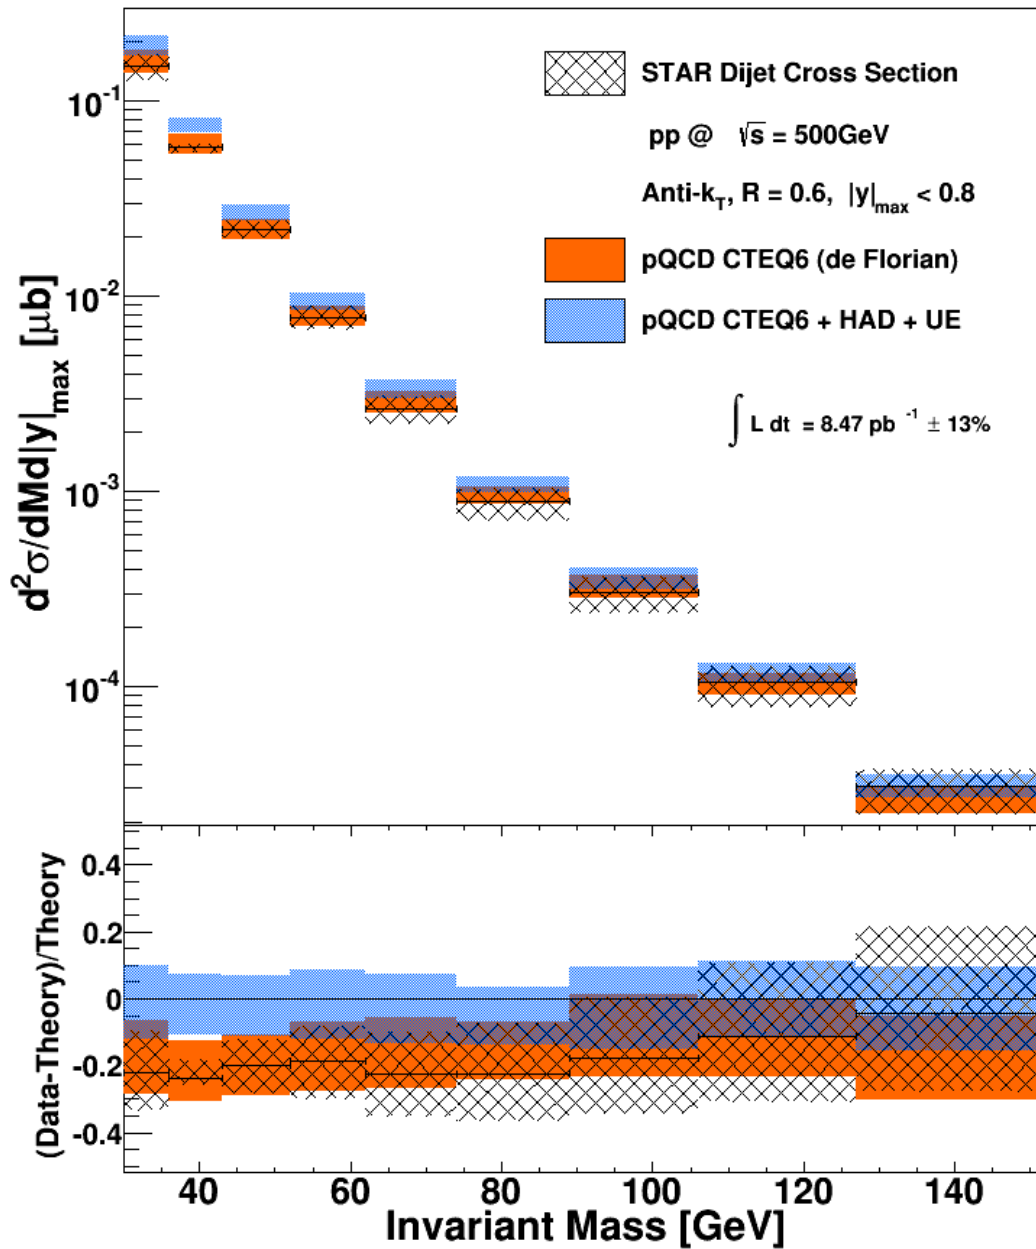 STAR Dijet Cross Section
pp @ √s = 500GeV
Anti-kT, R = 0.6, |y|max < 0.8
pQCD CTEQ6 (de Florian)
pQCD CTEQ6 + HAD + UE
∫ L dt = 8.47 pb⁻¹ ± 13%
d²σ/dMd|y|max [μb]
10⁻¹
10⁻²
10⁻³
10⁻⁴
(Data-Theory)/Theory
0.4
0.2
0
-0.2
-0.4
40 60 80 100 120 140
Invariant Mass [GeV]